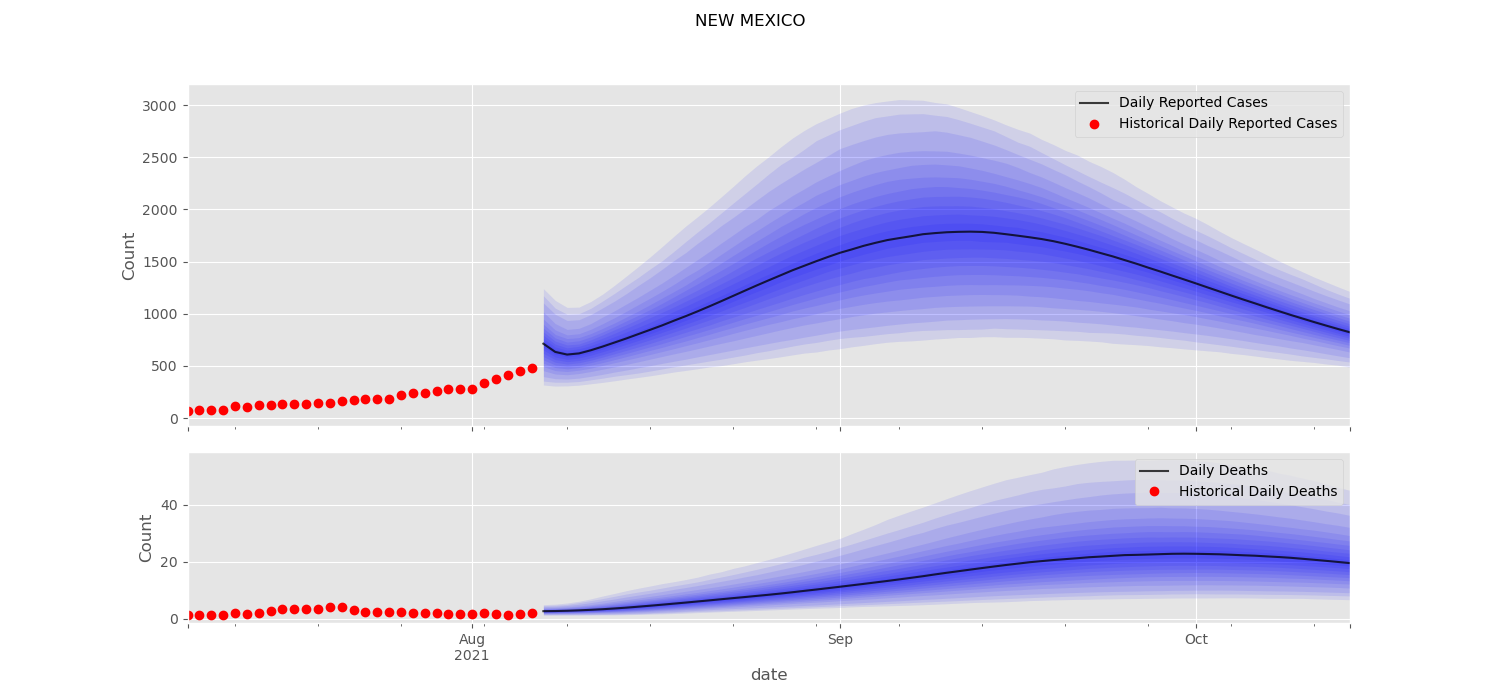 NEW MEXICO
3000
2500
2000
1500
1000
500
0
Count
Daily Reported Cases
Historical Daily Reported Cases
40
20
0
Count
Daily Deaths
Historical Daily Deaths
Aug
2021
Sep
Oct
date